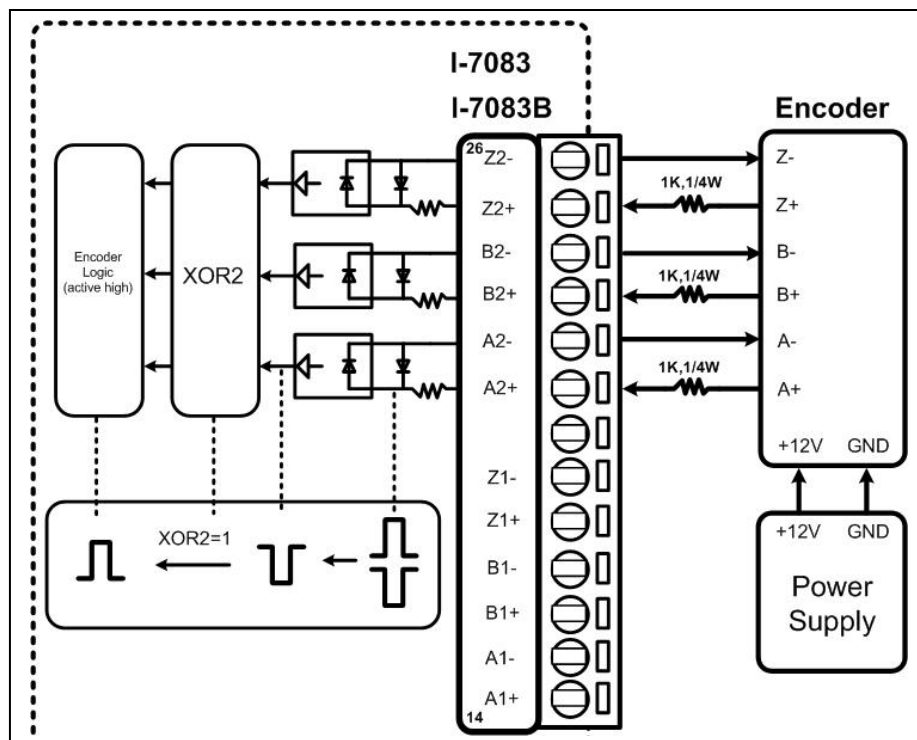 I-7083
I-7083B
Encoder
26
Z2-
Z2+
B2-
B2+
A2-
A2+
Z1-
Z1+
B1-
B1+
A1-
A1+
14
Encoder
Logic
(active high)
XOR2
XOR2=1
1K,1/4W
1K,1/4W
1K,1/4W
Z-
Z+
B-
B+
A-
A+
+12V GND
+12V GND
Power
Supply